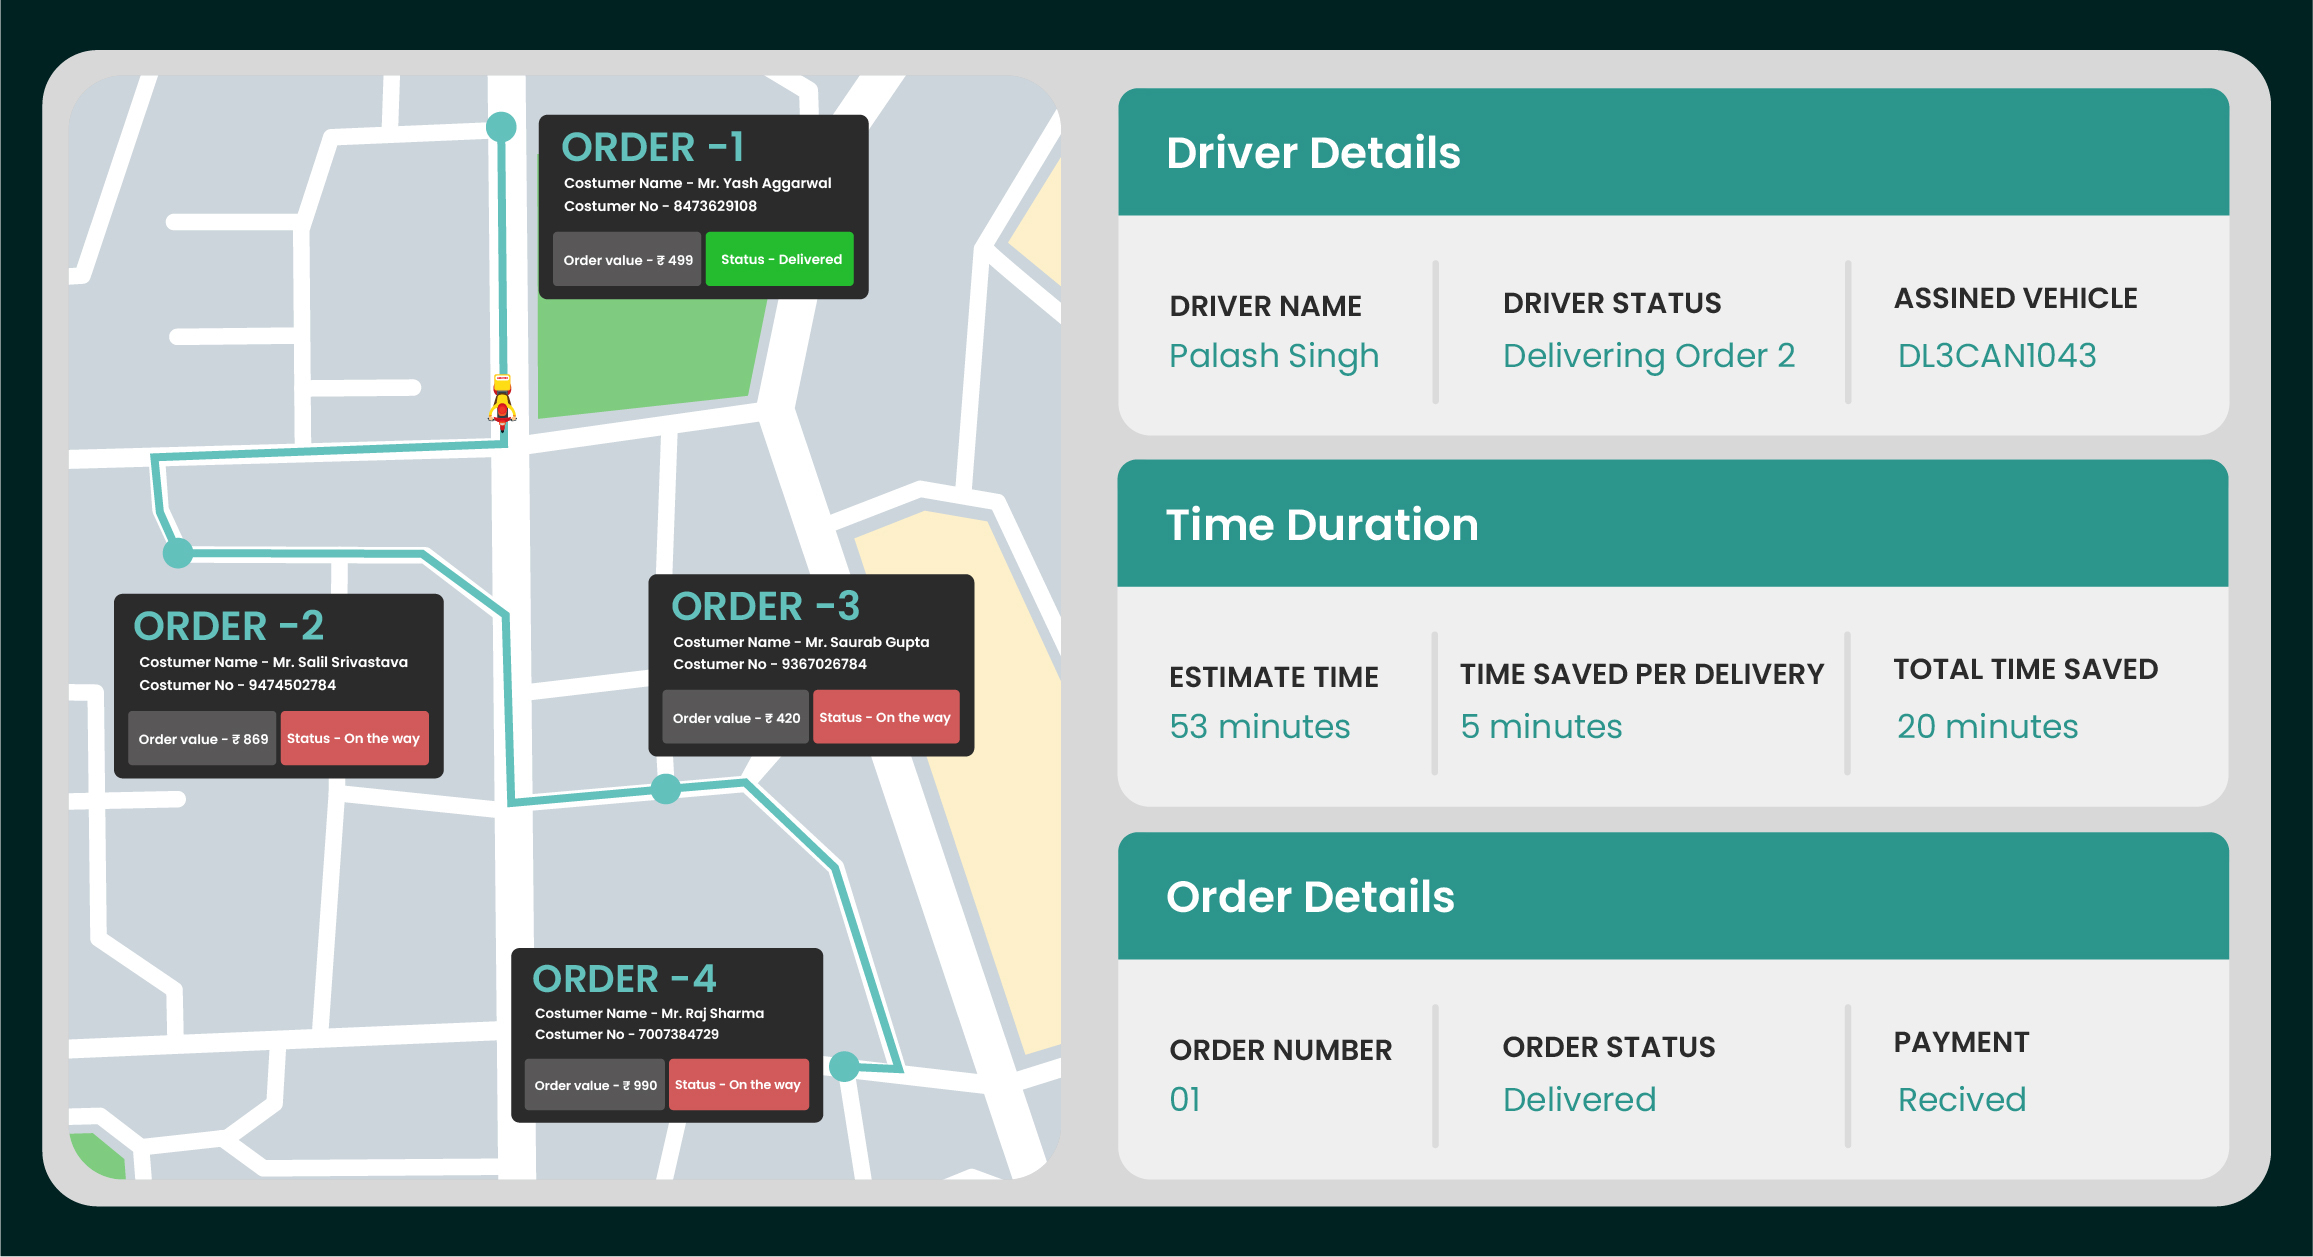 ORDER -1
Costumer Name - Mr. Yash Aggarwal
Costumer No - 8473629108
Order value - ₹ 499
Status - Delivered
ORDER -2
Costumer Name - Mr. Salil Srivastava
Costumer No - 9474502784
Order value - ₹ 869
Status - On the way
ORDER -3
Costumer Name - Mr. Saurab Gupta
Costumer No - 9367026784
Order value - ₹ 420
Status - On the way
ORDER -4
Costumer Name - Mr. Raj Sharma
Costumer No - 7007384729
Order value - ₹ 990
Status - On the way
Driver Details
DRIVER NAME
Palash Singh
DRIVER STATUS
Delivering Order 2
ASSINED VEHICLE
DL3CAN1043
Time Duration
ESTIMATE TIME
53 minutes
TIME SAVED PER DELIVERY
5 minutes
TOTAL TIME SAVED
20 minutes
Order Details
ORDER NUMBER
01
ORDER STATUS
Delivered
PAYMENT
Recived